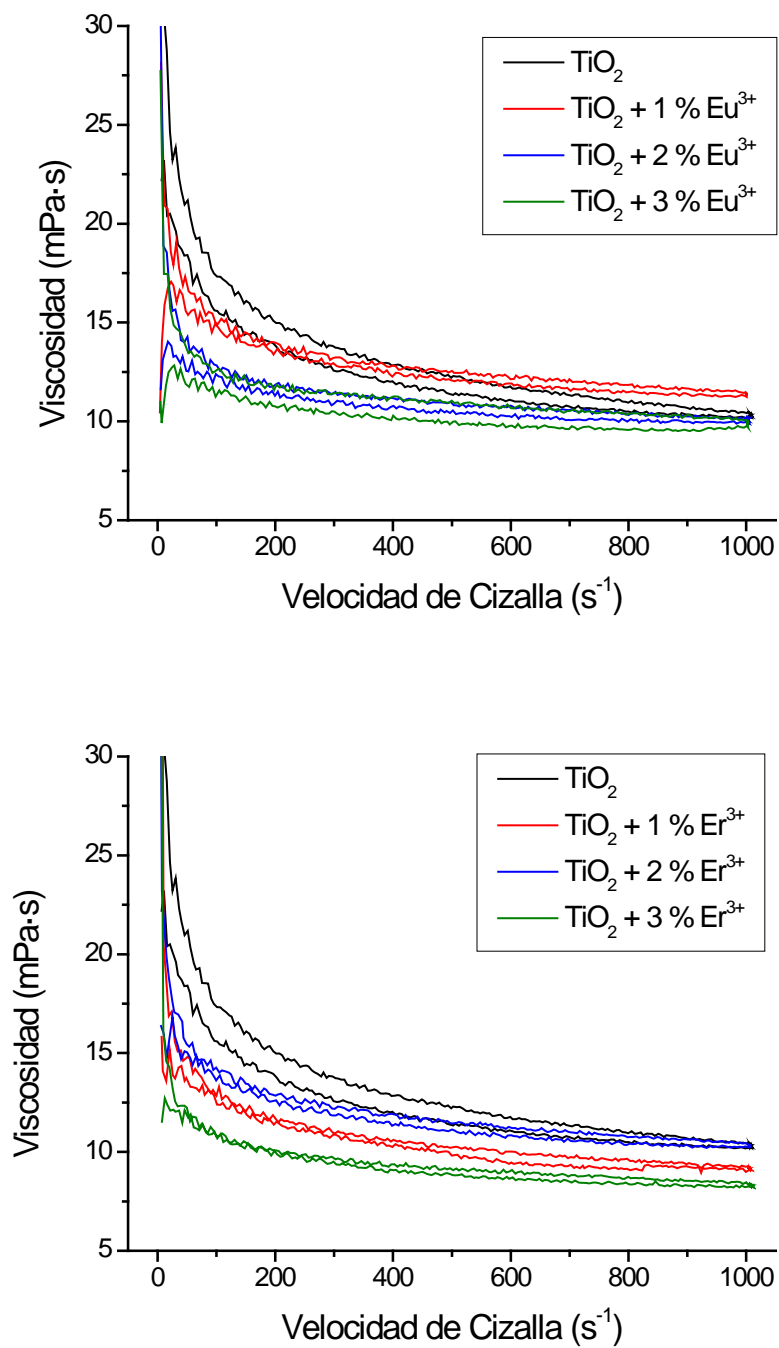 30
25
20
15
10
5
Viscosidad (mPa·s)
TiO₂
TiO₂ + 1 % Eu³⁺
TiO₂ + 2 % Eu³⁺
TiO₂ + 3 % Eu³⁺
0 200 400 600 800 1000
Velocidad de Cizalla (s⁻¹)
30
25
20
15
10
5
Viscosidad (mPa·s)
TiO₂
TiO₂ + 1 % Er³⁺
TiO₂ + 2 % Er³⁺
TiO₂ + 3 % Er³⁺
0 200 400 600 800 1000
Velocidad de Cizalla (s⁻¹)